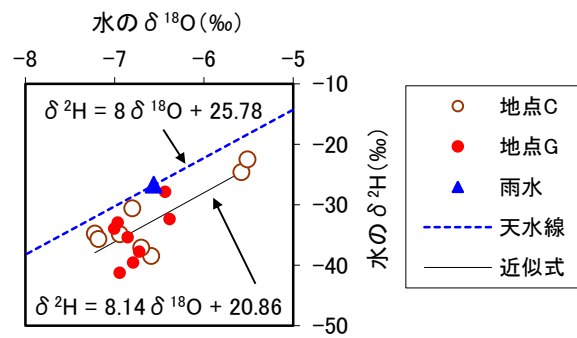 水のδ¹⁸O(‰)
-8 -7 -6 -5
δ²H = 8δ¹⁸O + 25.78
δ²H = 8.14δ¹⁸O + 20.86
-10
-20
-30
-40
-50
水のδ²H(‰)
地点C
地点G
雨水
天水線
近似式